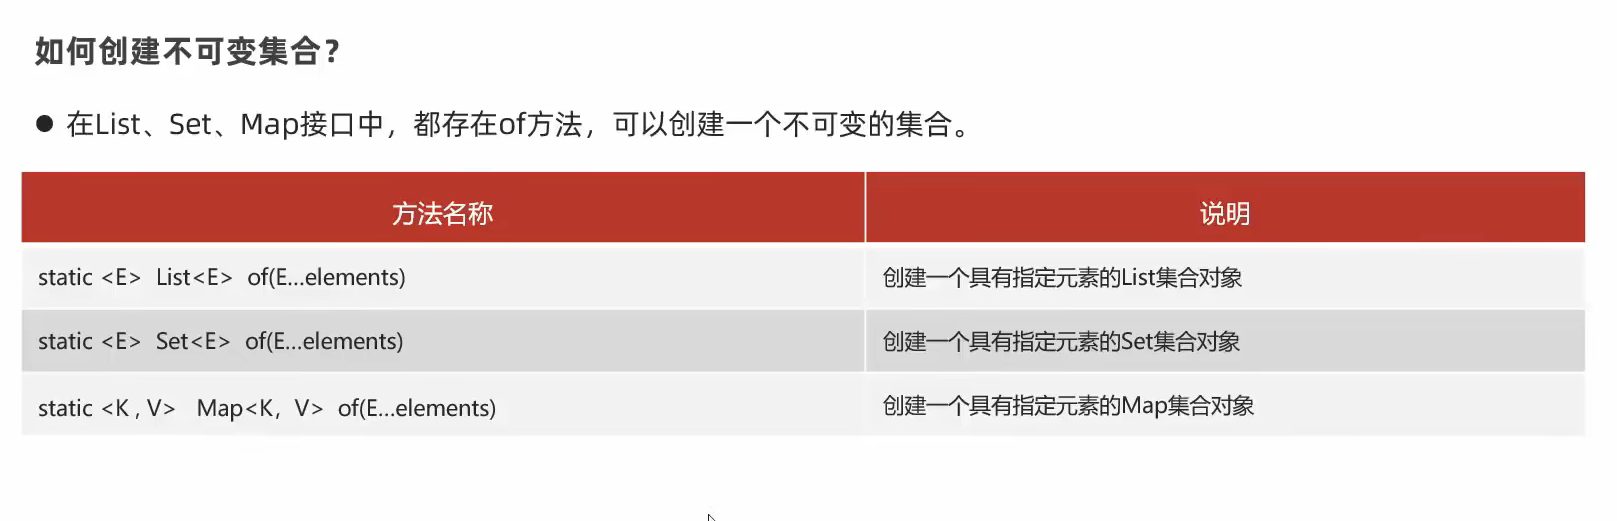 如何创建不可变集合？
● 在List、Set、Map接口中，都存在of方法，可以创建一个不可变的集合。
方法名称 说明
static <E> List<E> of(E…elements) 创建一个具有指定元素的List集合对象
static <E> Set<E> of(E…elements) 创建一个具有指定元素的Set集合对象
static <K , V> Map<K，V> of(E…elements) 创建一个具有指定元素的Map集合对象